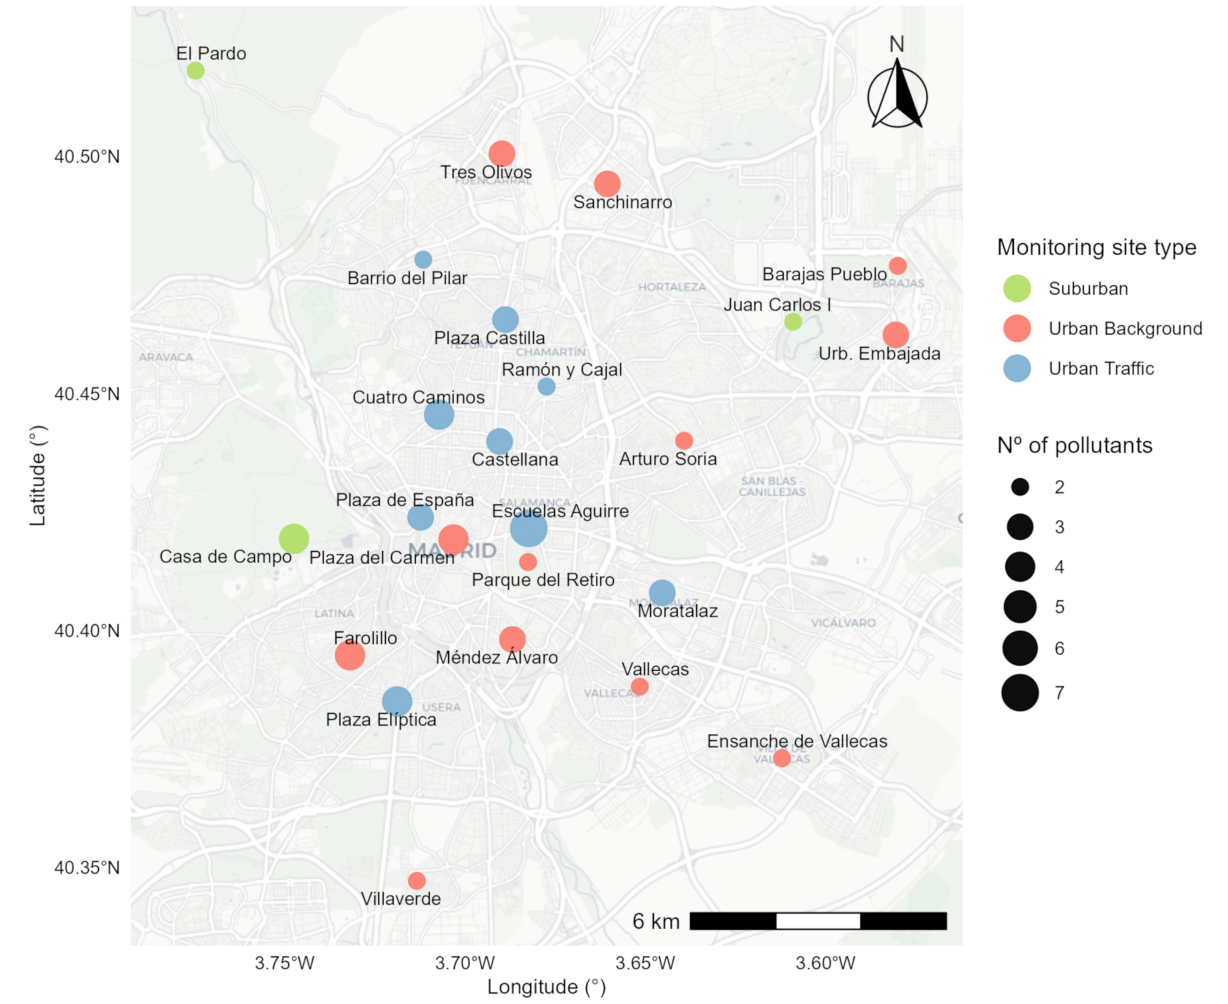 El Pardo
N
40.50°N
Tres Olivos
FUENCARRAL
Sanchinarro
Barrio del Pilar
Barajas Pueblo
BARAJAS
HORTALEZA
Juan Carlos I
Plaza Castilla
TETUÁN
CHAMARTÍN
Urb. Embajada
ARAVACA
Ramón y Cajal
40.45°N
Cuatro Caminos
Castellana
Arturo Soria
SAN BLAS -
CANILLEJAS
Plaza de España
SALAMANCA
Escuelas Aguirre
Casa de Campo
Plaza del Carmen
MADRID
Parque del Retiro
MORATALAZ
Moratalaz
LATINA
VICÁLVARO
40.40°N
Farolillo
Méndez Álvaro
Vallecas
VALLECAS
Plaza Elíptica
USERA
Ensanche de Vallecas
VILLA DE
VALLECAS
40.35°N
Villaverde
6 km
3.75°W
3.70°W
3.65°W
3.60°W
Longitude (°)
Latitude (°)
Monitoring site type
Suburban
Urban Background
Urban Traffic
Nº of pollutants
2
3
4
5
6
7